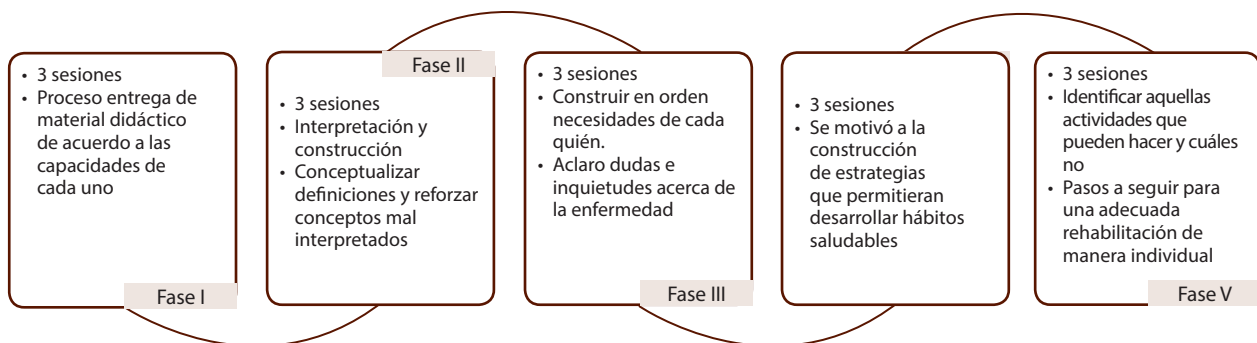 • 3 sesiones
• Proceso entrega de
material didáctico
de acuerdo a las
capacidades de
cada uno
Fase I
Fase II
• 3 sesiones
• Interpretación y
construcción
• Conceptualizar
definiciones y reforzar
conceptos mal
interpretados
• 3 sesiones
• Construir en orden
necesidades de cada
quién.
• Aclaro dudas e
inquietudes acerca de
la enfermedad
Fase III
• 3 sesiones
• Se motivó a la
construcción
de estrategias
que permitieran
desarrollar hábitos
saludables
• 3 sesiones
• Identificar aquellas
actividades que
pueden hacer y cuáles
no
• Pasos a seguir para
una adecuada
rehabilitación de
manera individual
Fase V